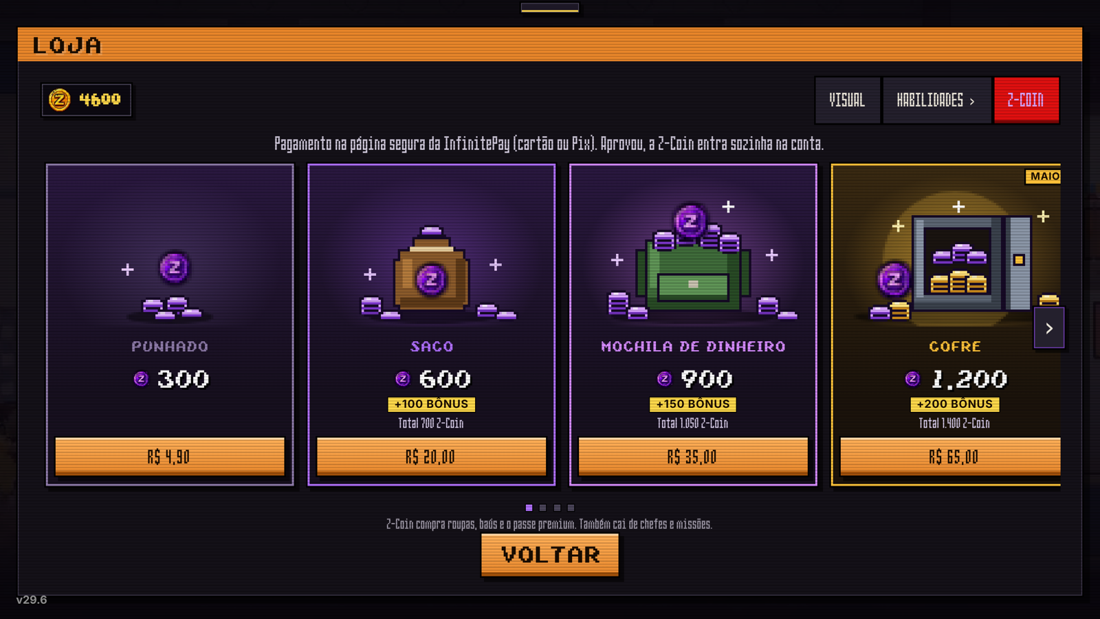 LOJA
4600
VISUAL
HABILIDADES ›
Z-COIN
Pagamento na página segura da InfinitePay (cartão ou Pix). Aprovou, a Z-Coin entra sozinha na conta.
PUNHADO
300
R$ 4,90
SACO
600
+100 BÔNUS
Total 700 Z-Coin
R$ 20,00
MOCHILA DE DINHEIRO
900
+150 BÔNUS
Total 1.050 Z-Coin
R$ 35,00
MAIO
COFRE
1.200
+200 BÔNUS
Total 1.400 Z-Coin
R$ 65,00
Z-Coin compra roupas, baús e o passe premium. Também cai de chefes e missões.
VOLTAR
v29.6